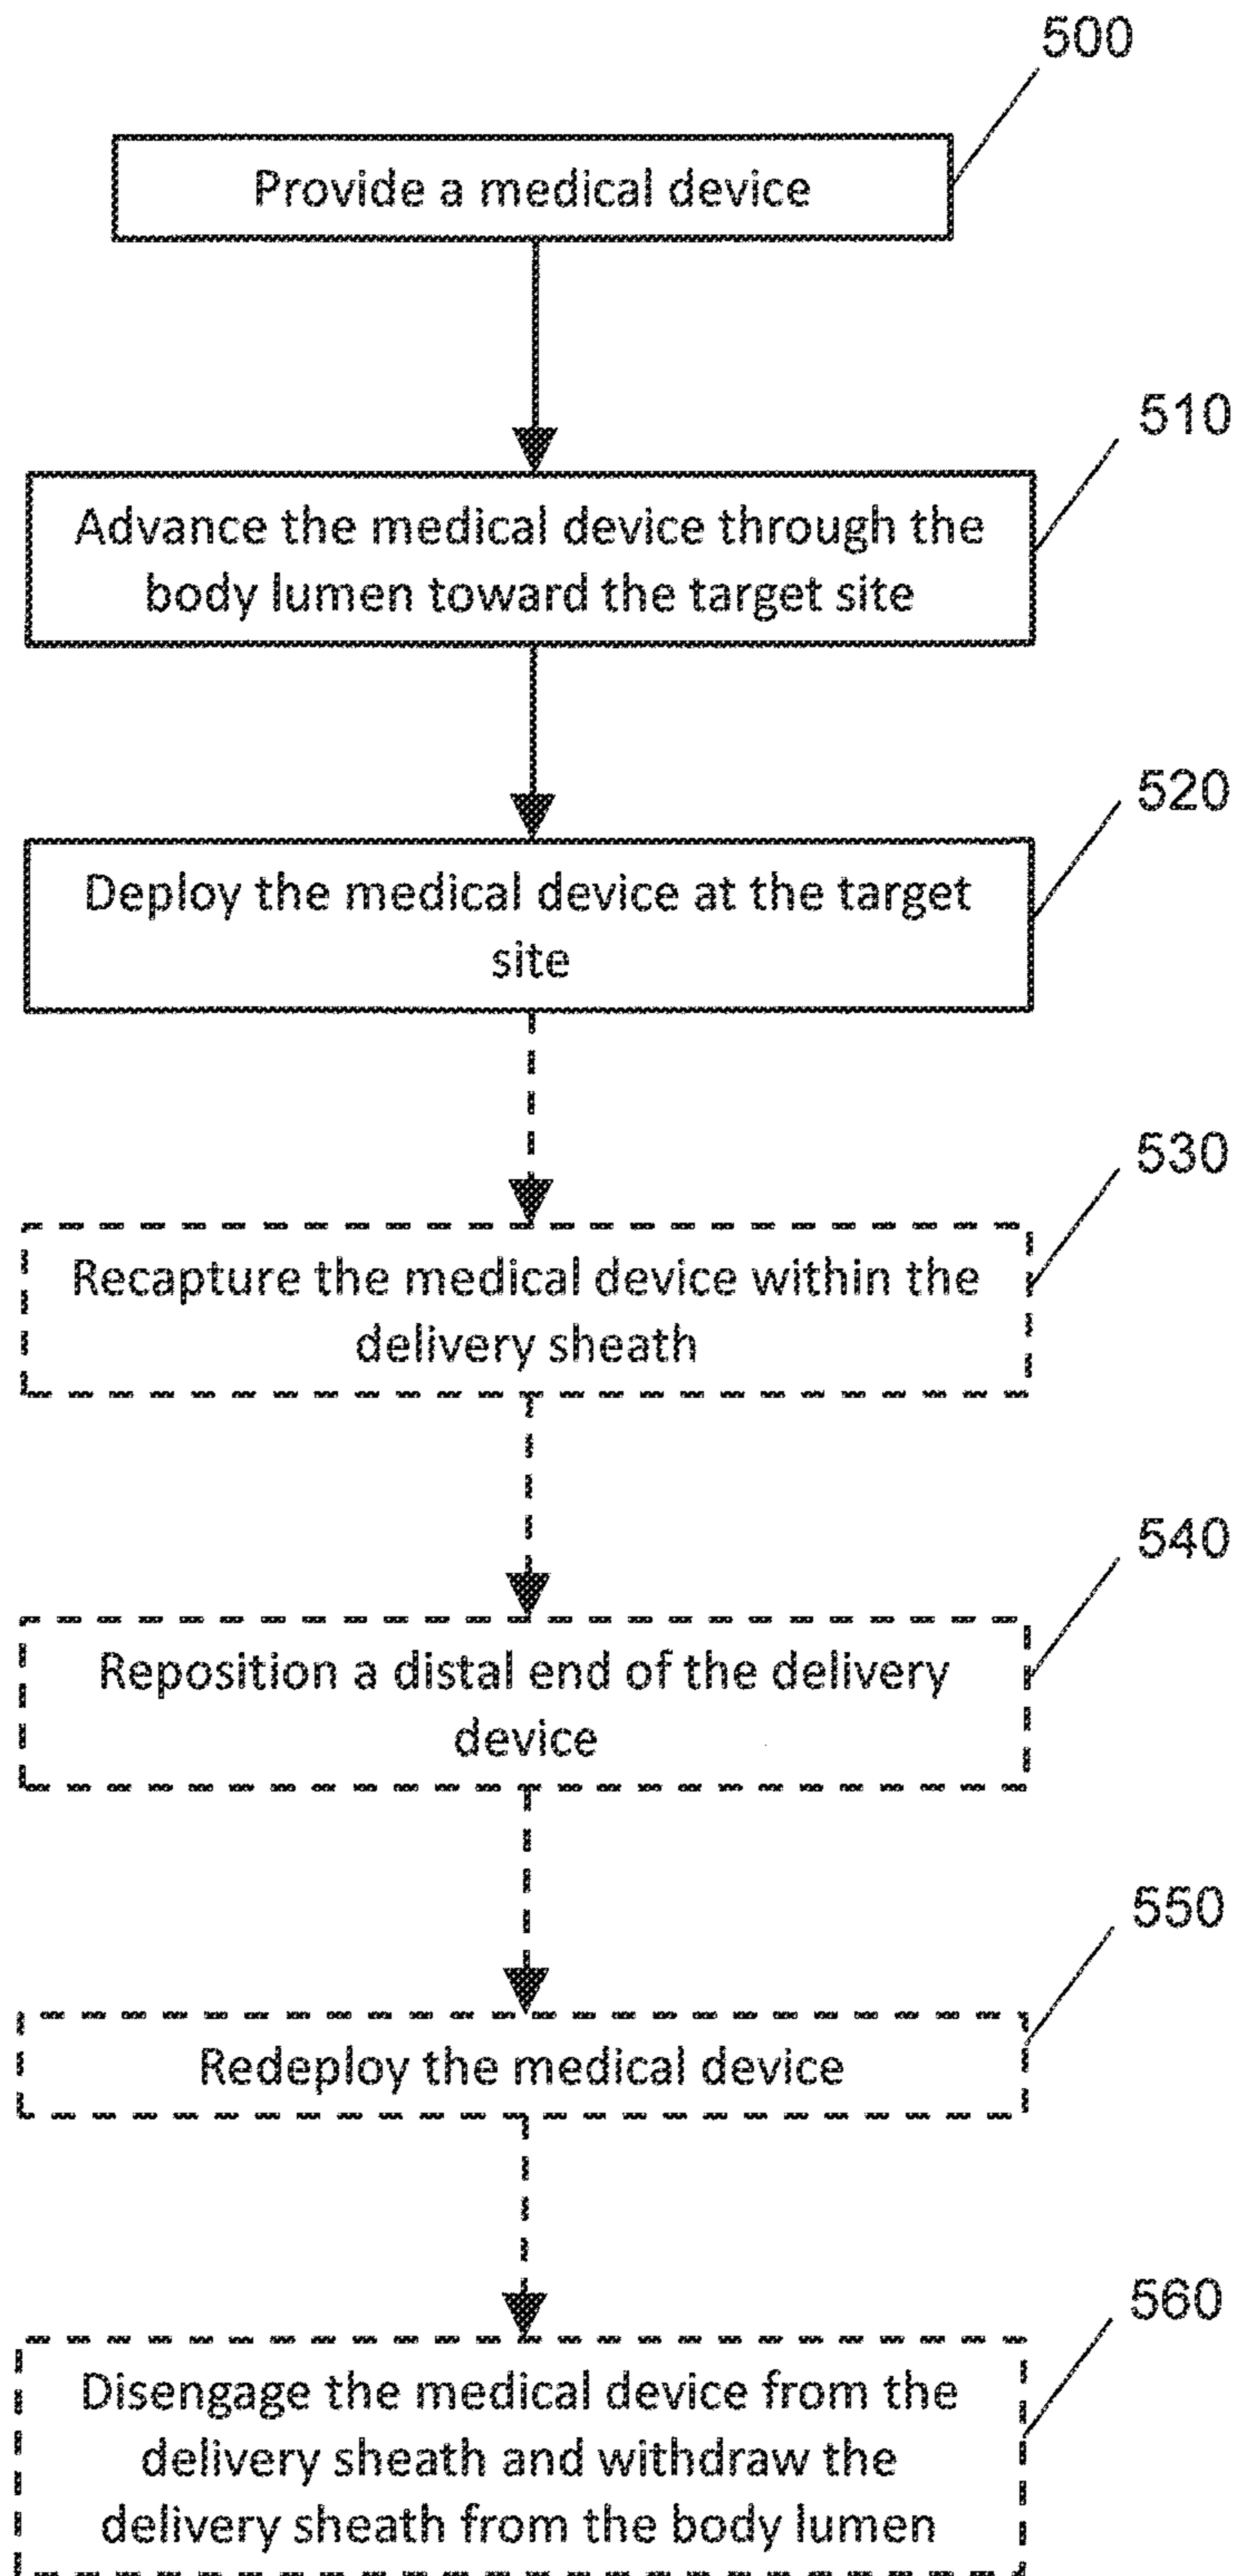 500
Provide a medical device
510
Advance the medical device through the
body lumen toward the target site
520
Deploy the medical device at the target
site
530
Recapture the medical device within the
delivery sheath
540
Reposition a distal end of the delivery
device
550
Redeploy the medical device
560
Disengage the medical device from the
delivery sheath and withdraw the
delivery sheath from the body lumen